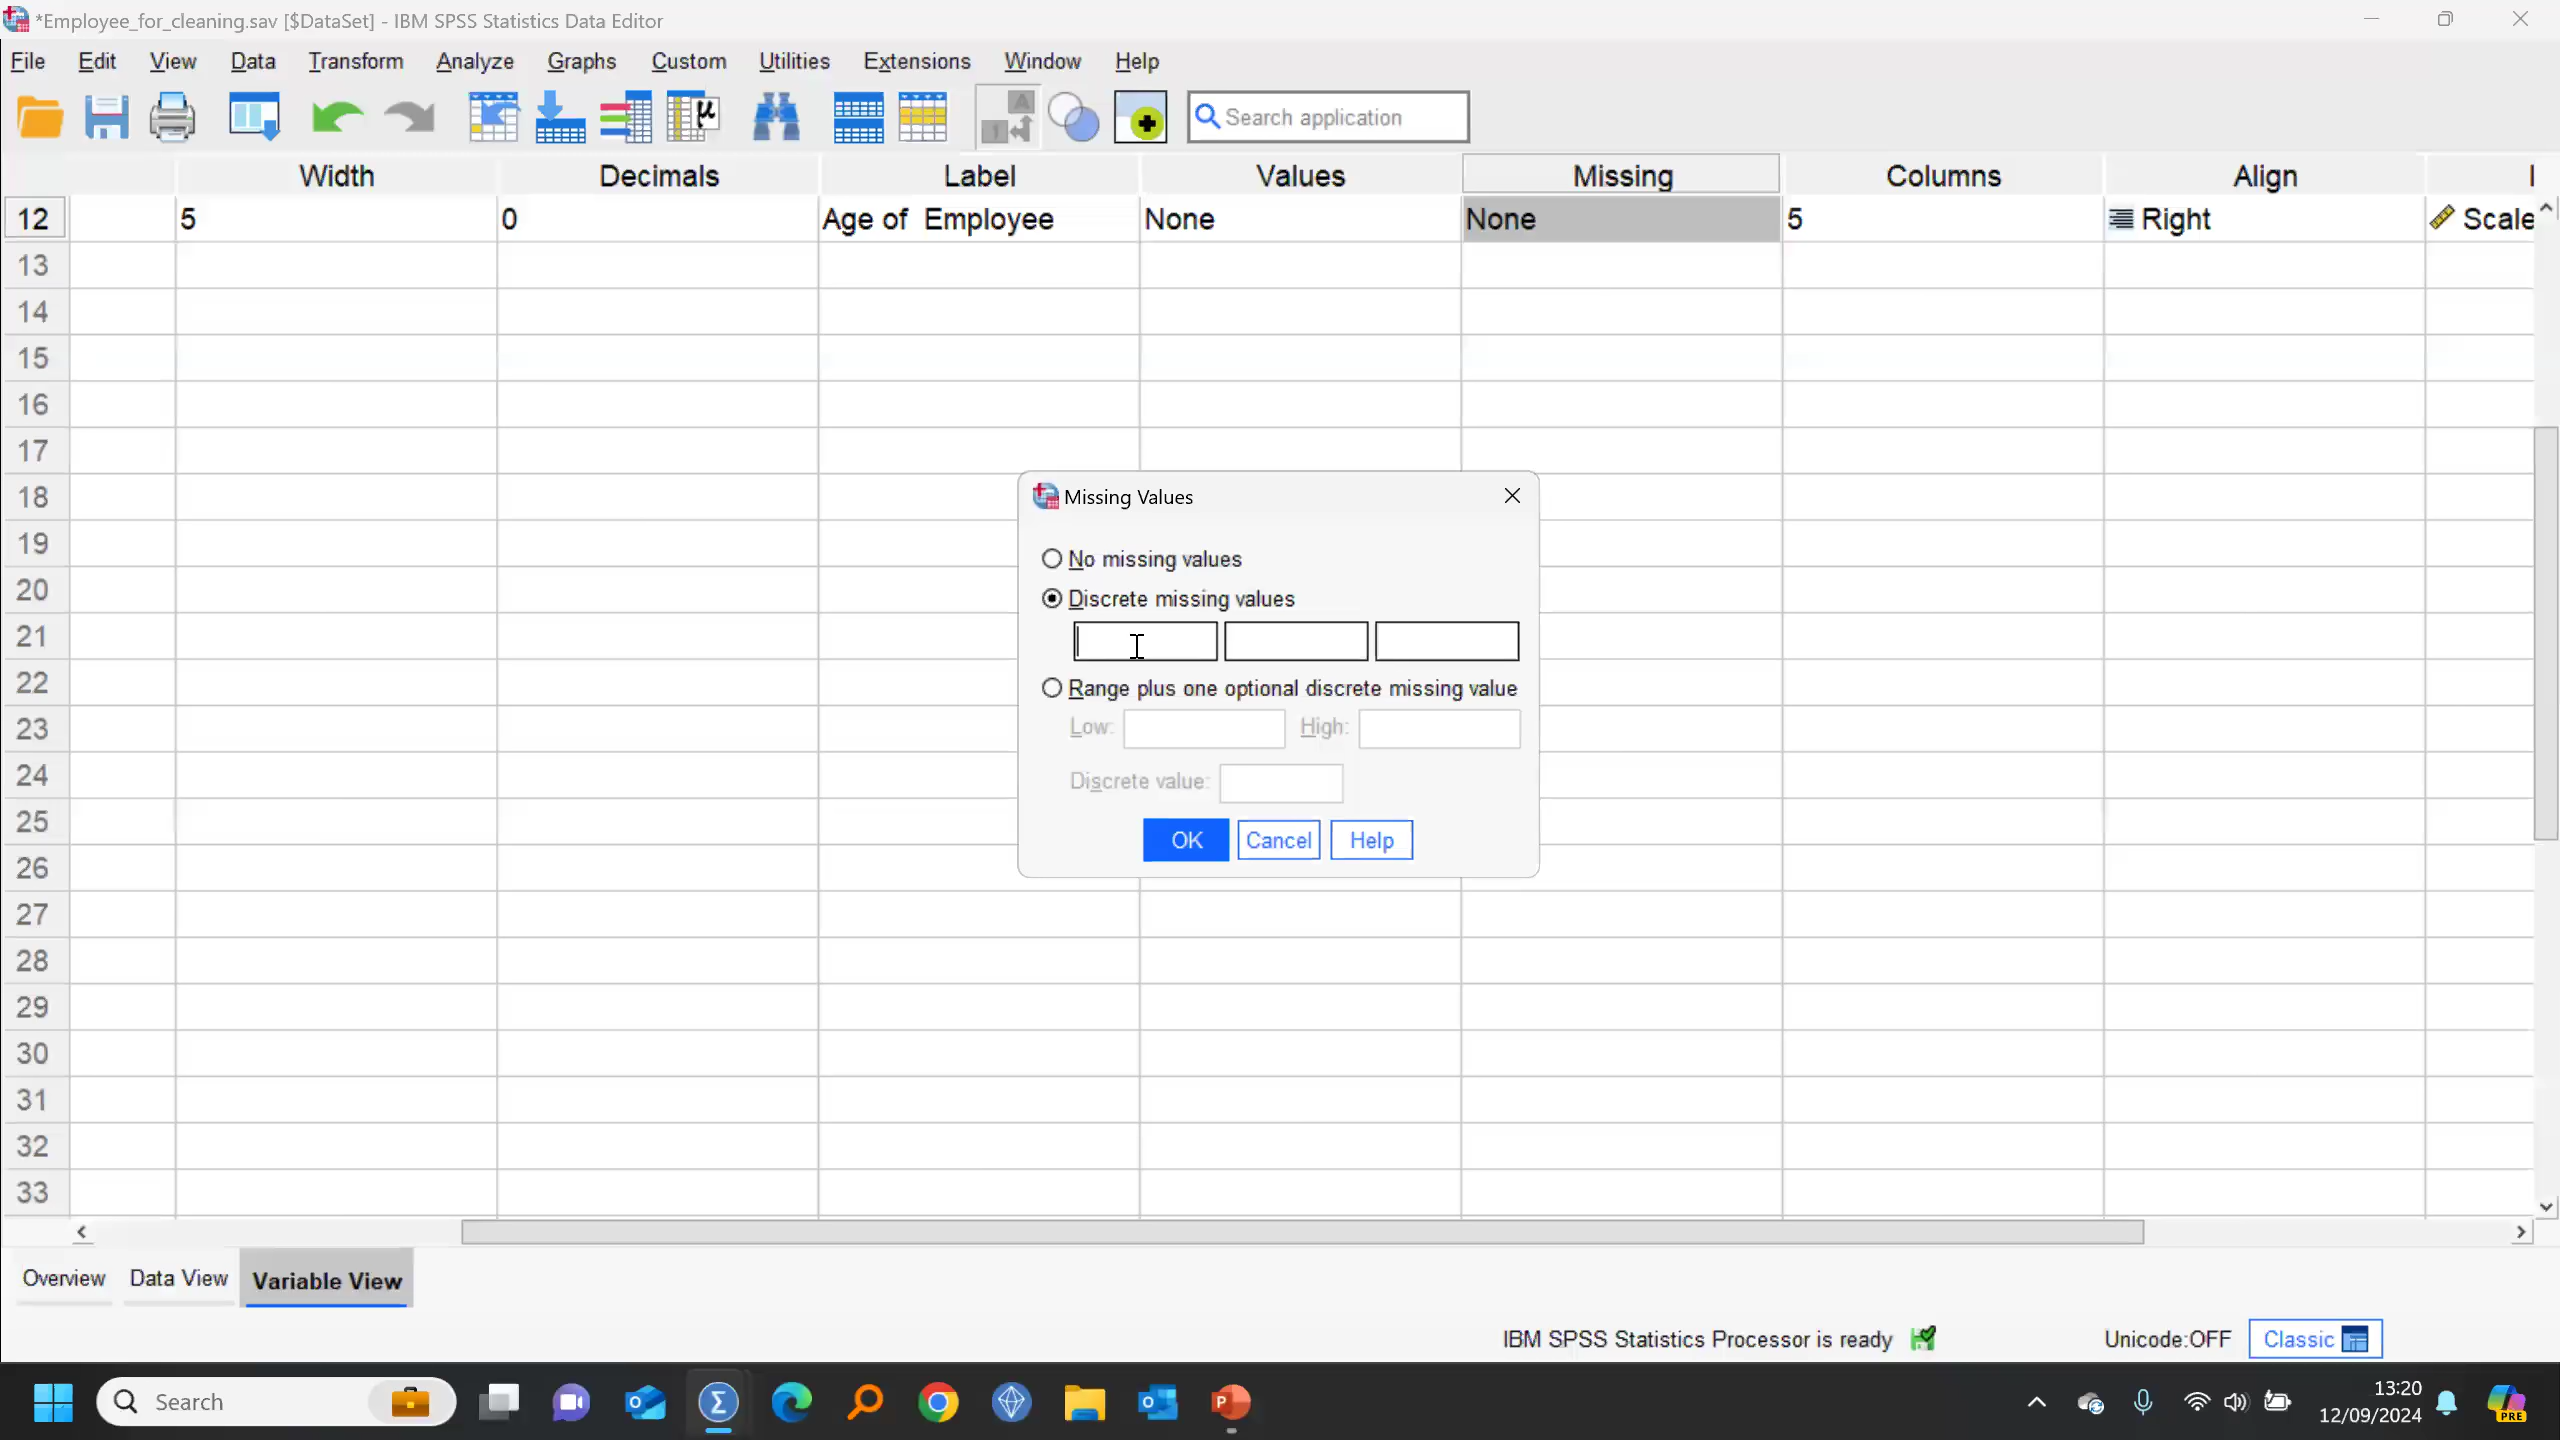 *Employee_for_cleaning.sav [$DataSet] - IBM SPSS Statistics Data Editor
File Edit View Data Transform Analyze Graphs Custom Utilities Extensions Window Help
Search application
Width Decimals Label Values Missing Columns Align
12 5 0 Age of Employee None None 5 Right Scale
13
14
15
16
17
18
19
20
21
22
23
24
25
26
27
28
29
30
31
32
33
Missing Values
No missing values
Discrete missing values
Range plus one optional discrete missing value
Low: High:
Discrete value:
OK Cancel Help
Overview Data View Variable View
IBM SPSS Statistics Processor is ready Unicode:OFF Classic
Search
13:20
12/09/2024
PRE